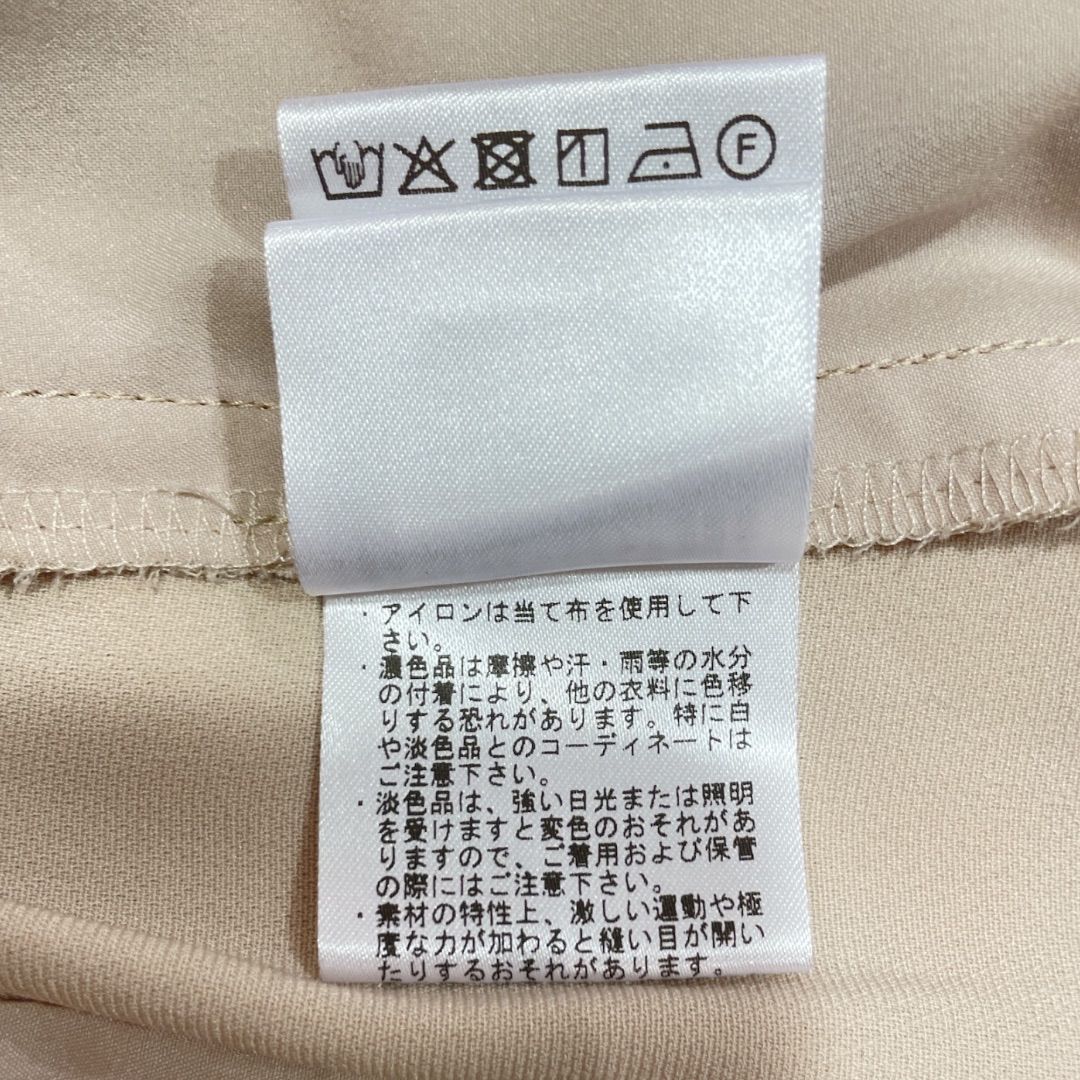 F
・アイロンは当て布を使用して下
さい。
・濃色品は摩擦や汗・雨等の水分
の付着により、他の衣料に色移
りする恐れがあります。特に白
や淡色品とのコーディネートは
ご注意下さい。
・淡色品は、強い日光または照明
を受けますと変色のおそれがあ
りますので、ご着用および保管
の際にはご注意下さい。
・素材の特性上、激しい運動や極
度な力が加わると縫い目が開い
たりするおそれがあります。